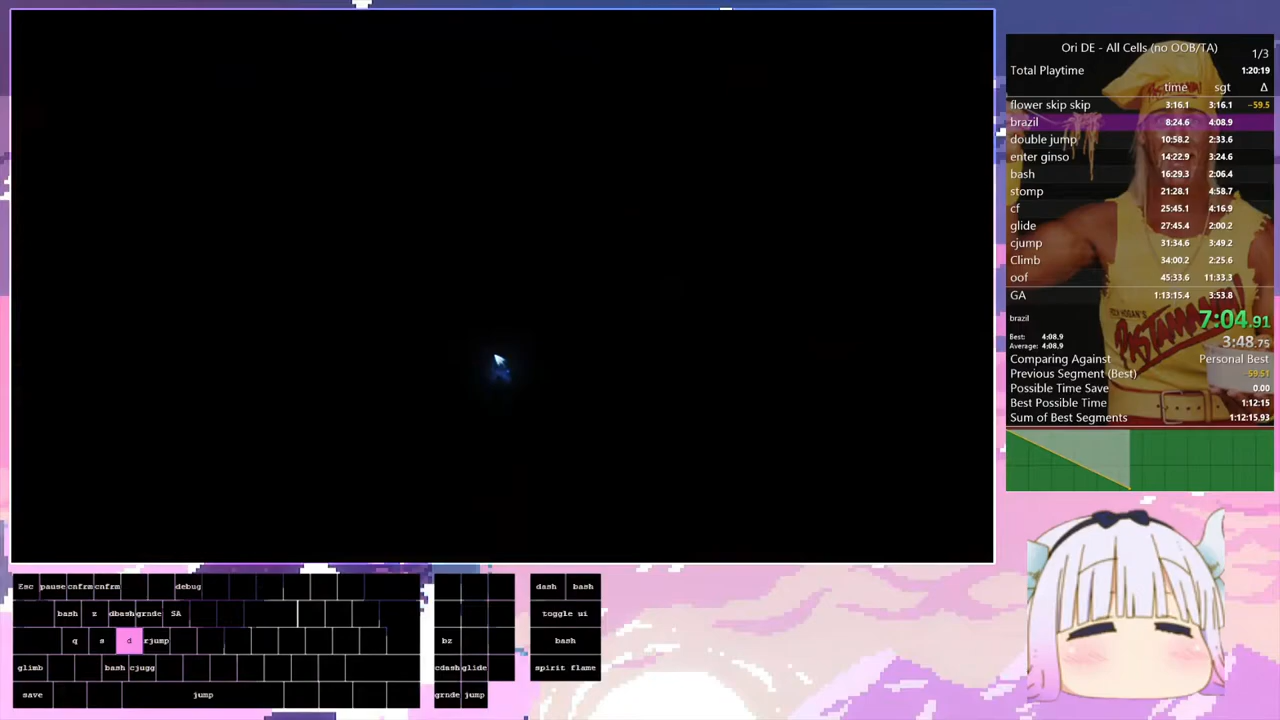 Ori DE - All Cells (no OOB/TA)
1/3
Total Playtime 1:20:19
time sgt Δ
flower skip skip 3:16.1 3:16.1 −59.5
brazil 8:24.6 4:08.9
double jump 10:58.2 2:33.6
enter ginso 14:22.9 3:24.6
bash 16:29.3 2:06.4
stomp 21:28.1 4:58.7
cf 25:45.1 4:16.9
glide 27:45.4 2:00.2
cjump 31:34.6 3:49.2
Climb 34:00.2 2:25.6
oof 45:33.6 11:33.3
GA 1:13:15.4 3:53.8
brazil 7:04.91
Best: 4:08.9
Average: 4:08.9 3:48.75
Comparing Against Personal Best
Previous Segment (Best) −59.51
Possible Time Save 0.00
Best Possible Time 1:12:15
Sum of Best Segments 1:12:15.93
PASTAMANIA!
Esc pause cnfrm cnfrm debug
bash z dbash grnde SA
q s d rjump
glimb bash cjugg
save jump
bz
cdash glide
grnde jump
dash bash
toggle ui
bash
spirit flame